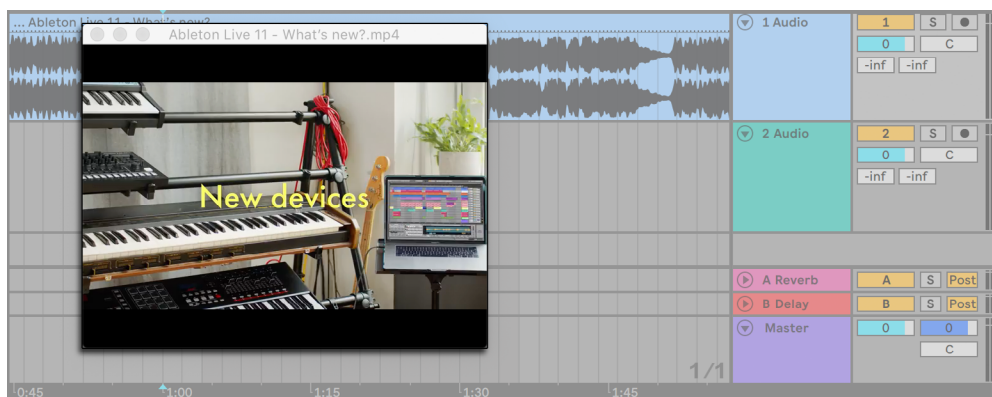 ... Ableton Live 11 - What's new?
Ableton Live 11 - What's new?.mp4
New devices
1 Audio
1
S
0
C
-inf
-inf
2 Audio
2
S
0
C
-inf
-inf
A Reverb
A
S
Post
B Delay
B
S
Post
Master
0
0
C
1/1
0:45
1:00
1:15
1:30
1:45